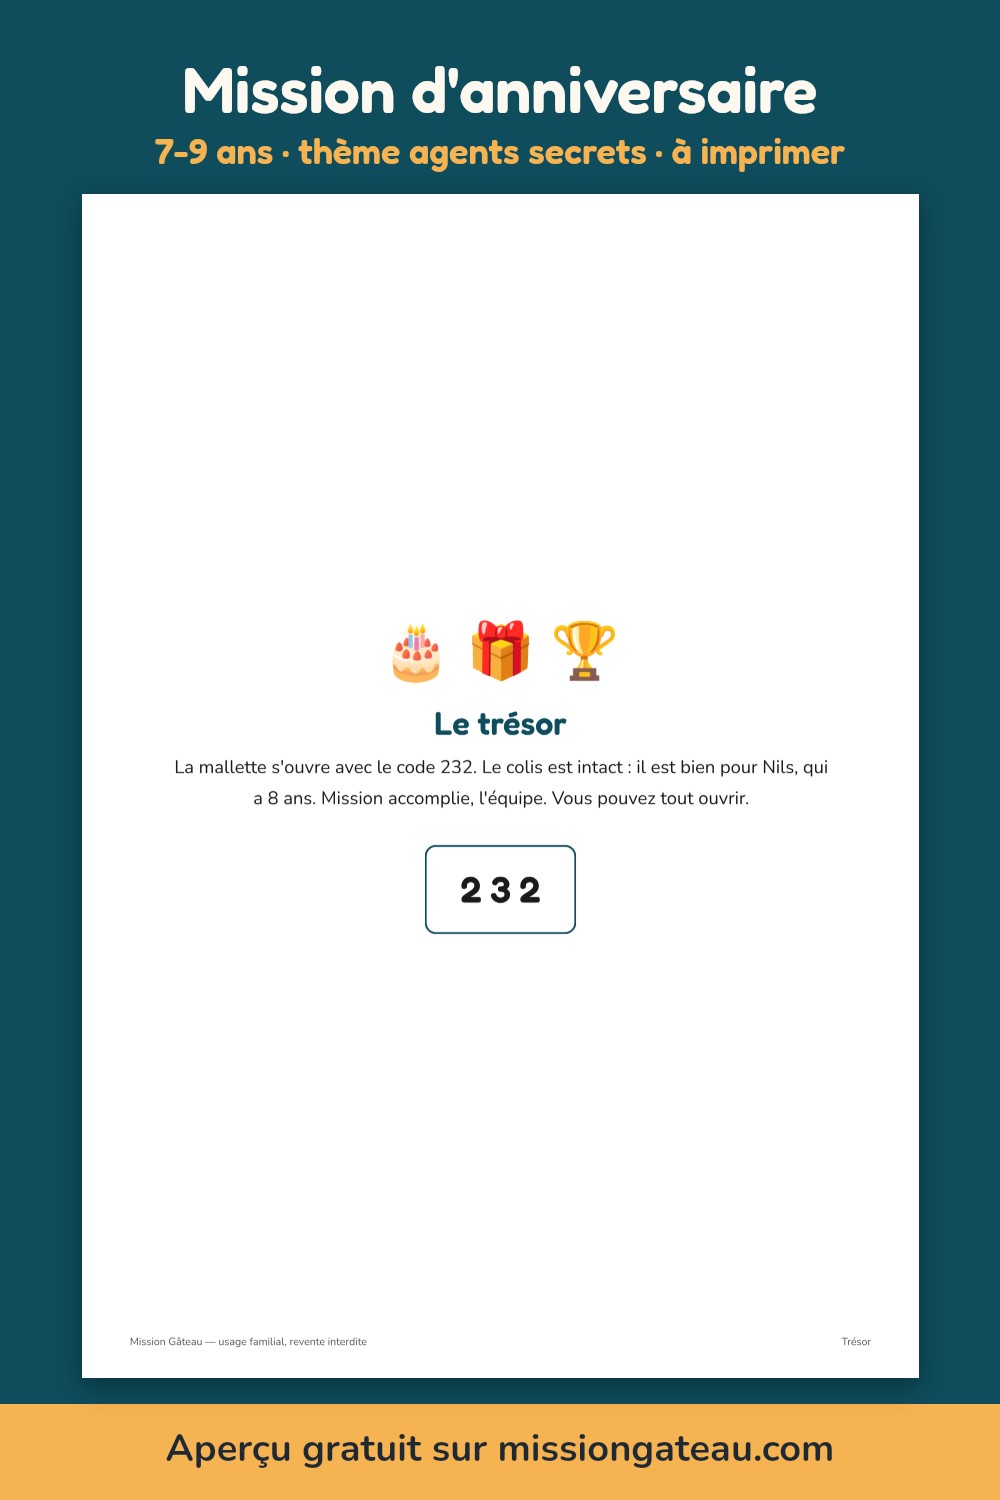 Mission d'anniversaire
7-9 ans · thème agents secrets · à imprimer
Le trésor
La mallette s'ouvre avec le code 232. Le colis est intact : il est bien pour Nils, qui
a 8 ans. Mission accomplie, l'équipe. Vous pouvez tout ouvrir.
2 3 2
Mission Gâteau — usage familial, revente interdite
Trésor
Aperçu gratuit sur missiongateau.com